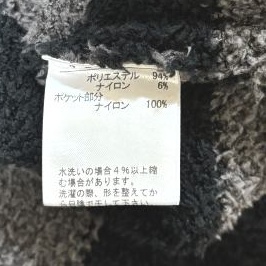 ポリエステル 94%
ナイロン 6%
ポケット部分
ナイロン 100%
水洗いの場合4%以上縮
む場合があります。
洗濯の際、形を整えてから